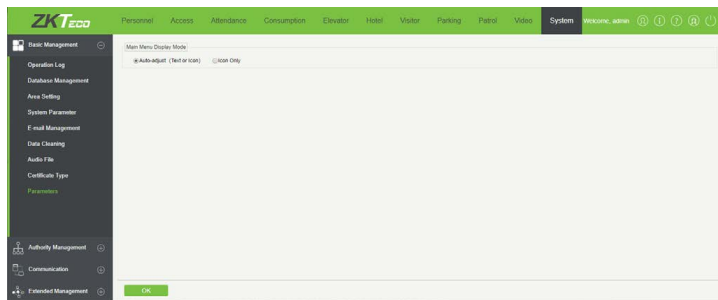 ZKTeco
Personnel Access Attendance Consumption Elevator Hotel Visitor Parking Patrol Video System Welcome, admin
Basic Management
Operation Log
Database Management
Area Setting
System Parameter
E-mail Management
Data Cleaning
Audio File
Certificate Type
Parameters
Authority Management
Communication
Extended Management
Main Menu Display Mode
Auto-adjust (Text or Icon) Icon Only
OK